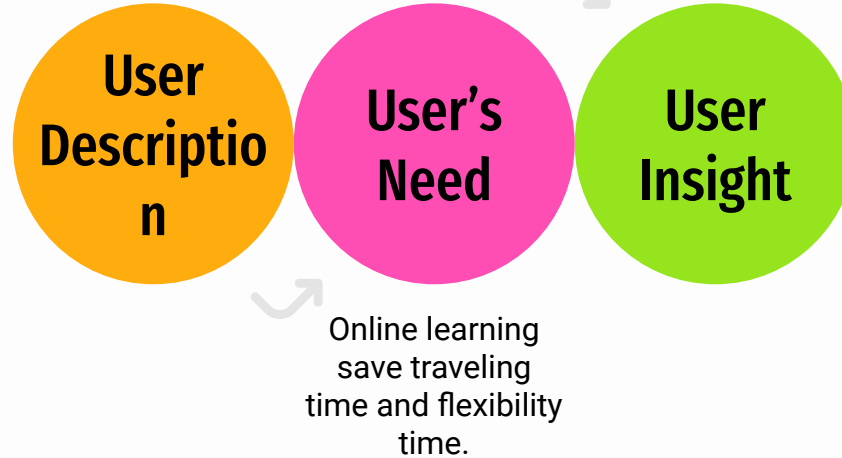 User
Descriptio
n
User’s
Need
User
Insight
Online learning
save traveling
time and flexibility
time.